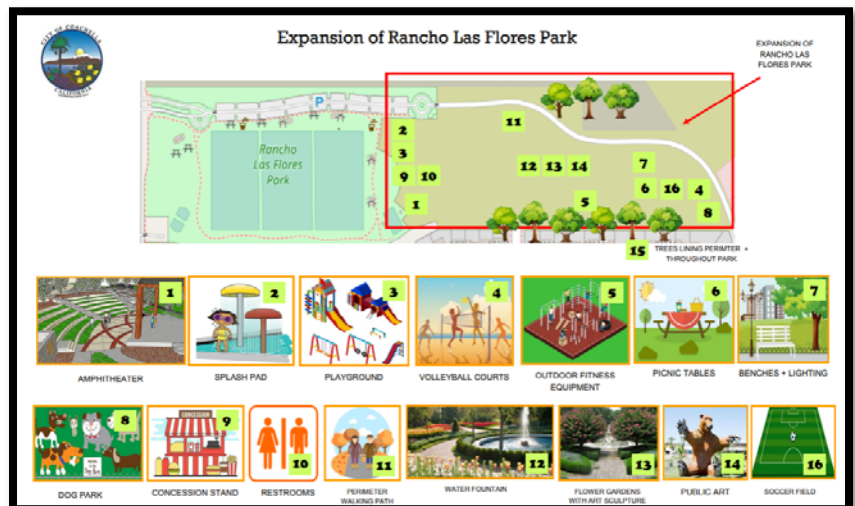 CITY OF COACHELLA
CALIFORNIA
Expansion of Rancho Las Flores Park
EXPANSION OF
RANCHO LAS
FLORES PARK
P
Rancho
Las Flores
Park
2
3
9 10
1
11
12 13 14
5
7
6 16 4
8
15 TREES LINING PERIMTER +
THROUGHOUT PARK
1
2
3
4
5
6
7
AMPHITHEATER
SPLASH PAD
PLAYGROUND
VOLLEYBALL COURTS
OUTDOOR FITNESS
EQUIPMENT
PICNIC TABLES
BENCHES + LIGHTING
8
CONCESSION
9
10
11
12
13
14
16
DOG PARK
CONCESSION STAND
RESTROOMS
PERIMETER
WALKING PATH
WATER FOUNTAIN
FLOWER GARDENS
WITH ART SCULPTURE
PUBLIC ART
SOCCER FIELD